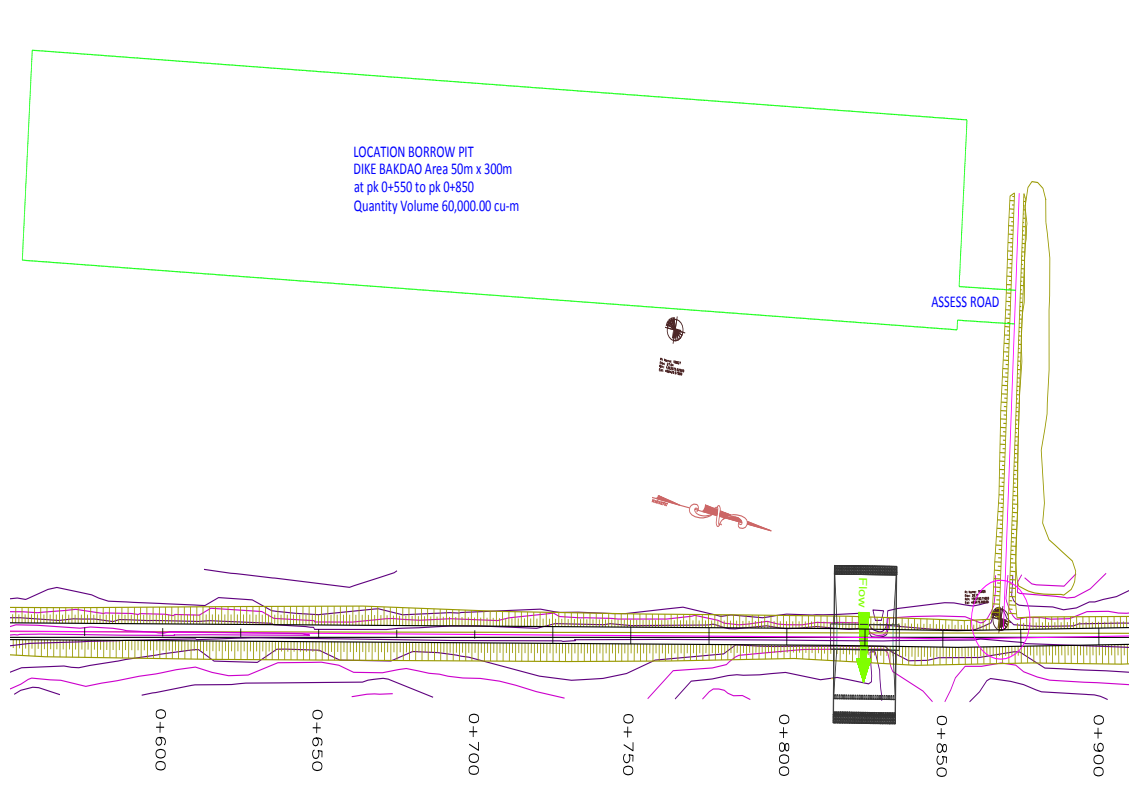 LOCATION BORROW PIT
DIKE BAKDAO Area 50m x 300m
at pk 0+550 to pk 0+850
Quantity Volume 60,000.00 cu-m
ASSESS ROAD
Flow
0+600
0+650
0+700
0+750
0+800
0+850
0+900